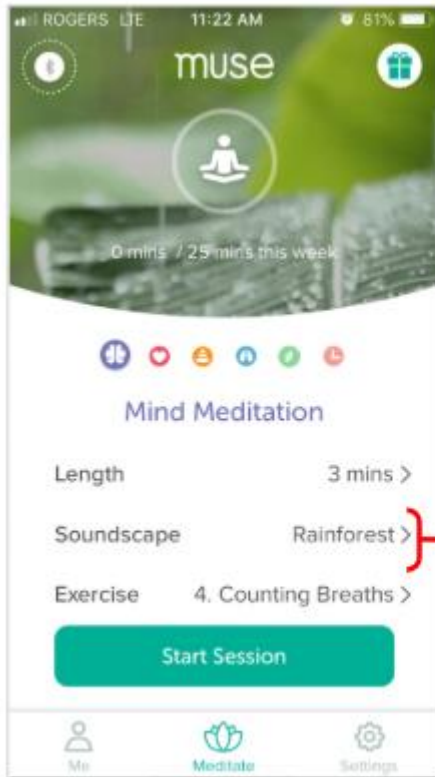 ROGERS LTE 11:22 AM 81%
muse
0 mins / 25 mins this week
Mind Meditation
Length 3 mins >
Soundscape Rainforest >
Exercise 4. Counting Breaths >
Start Session
Me Meditate Settings